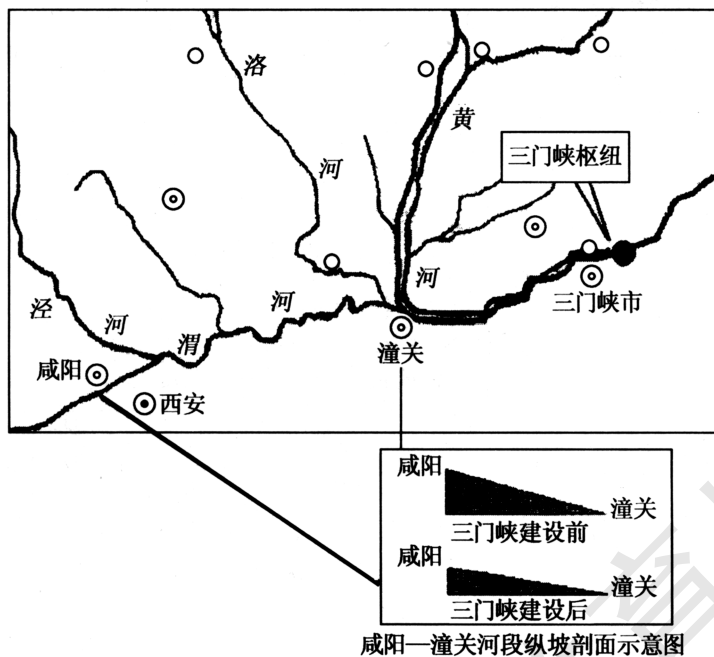 洛
河
黄
河
三门峡枢纽
三门峡市
泾
河
渭
河
潼关
咸阳
西安
咸阳
潼关
三门峡建设前
咸阳
潼关
三门峡建设后
咸阳—潼关河段纵坡剖面示意图